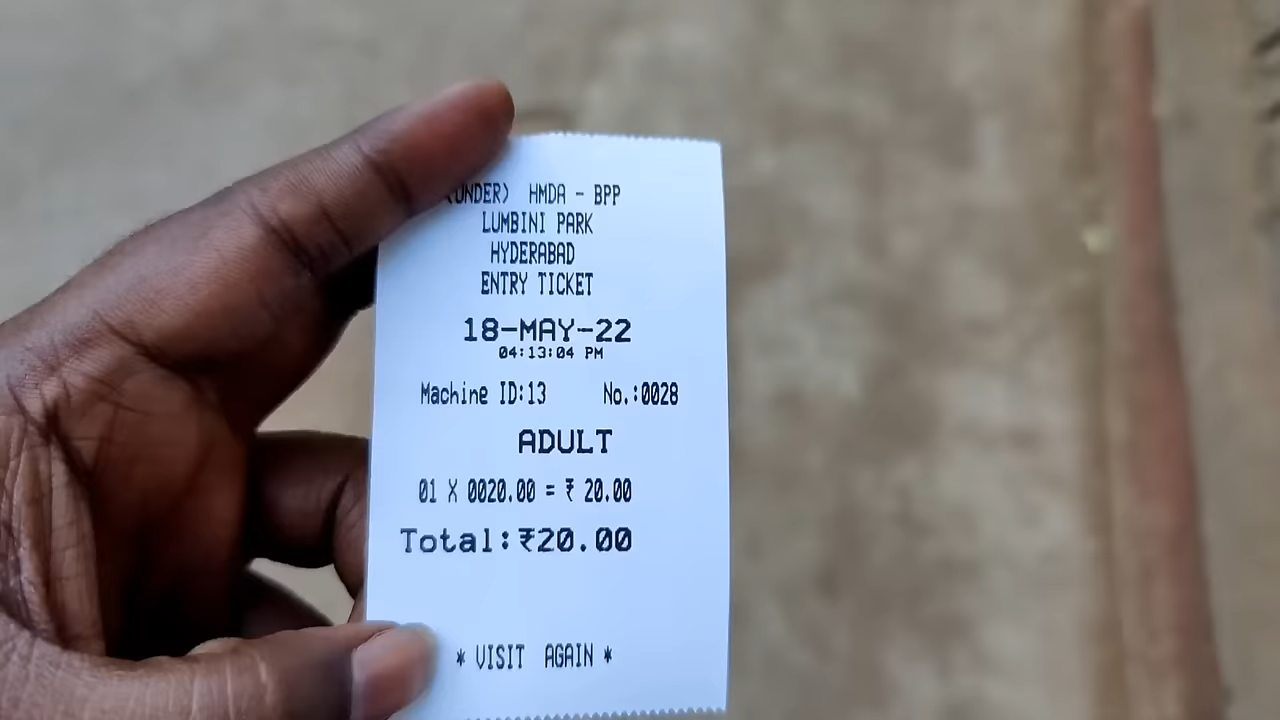 (UNDER) HMDA - BPP
LUMBINI PARK
HYDERABAD
ENTRY TICKET
18-MAY-22
04:13:04 PM
Machine ID:13 No.:0028
ADULT
01 X 0020.00 = ₹ 20.00
Total:₹20.00
* VISIT AGAIN *